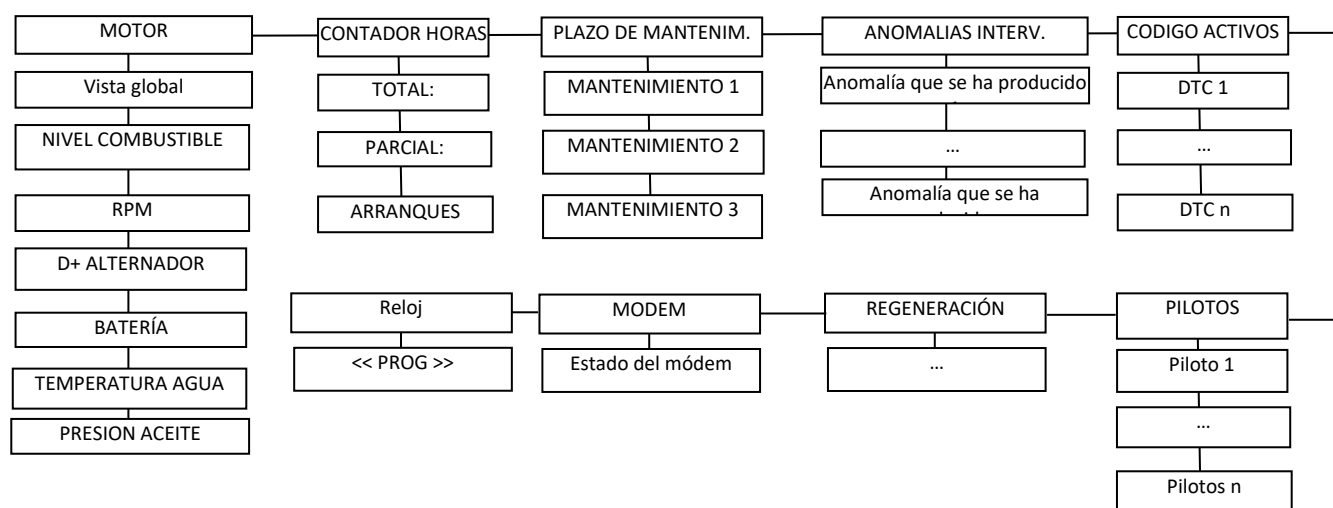 MOTOR
CONTADOR HORAS
PLAZO DE MANTENIM.
ANOMALIAS INTERV.
CODIGO ACTIVOS
Vista global
TOTAL:
MANTENIMIENTO 1
Anomalía que se ha producido
DTC 1
NIVEL COMBUSTIBLE
PARCIAL:
MANTENIMIENTO 2
...
...
RPM
ARRANQUES
MANTENIMIENTO 3
Anomalía que se ha
DTC n
D+ ALTERNADOR
Reloj
MODEM
REGENERACIÓN
PILOTOS
BATERÍA
<< PROG >>
Estado del módem
...
Piloto 1
TEMPERATURA AGUA
PRESION ACEITE
...
Pilotos n